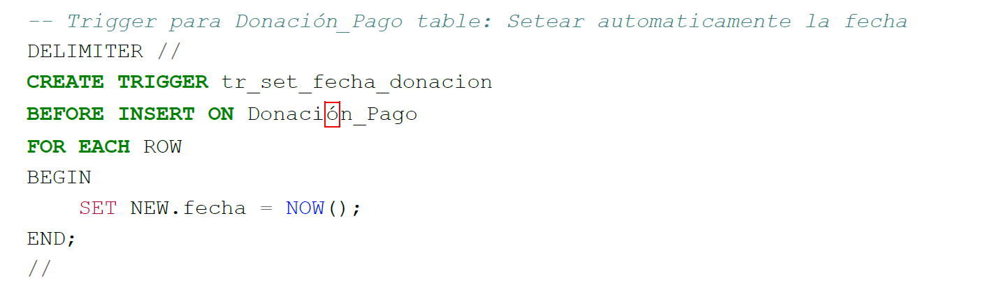 -- Trigger para Donación_Pago table: Setear automaticamente la fecha
DELIMITER //
CREATE TRIGGER tr_set_fecha_donacion
BEFORE INSERT ON Donación_Pago
FOR EACH ROW
BEGIN
    SET NEW.fecha = NOW();
END;
//